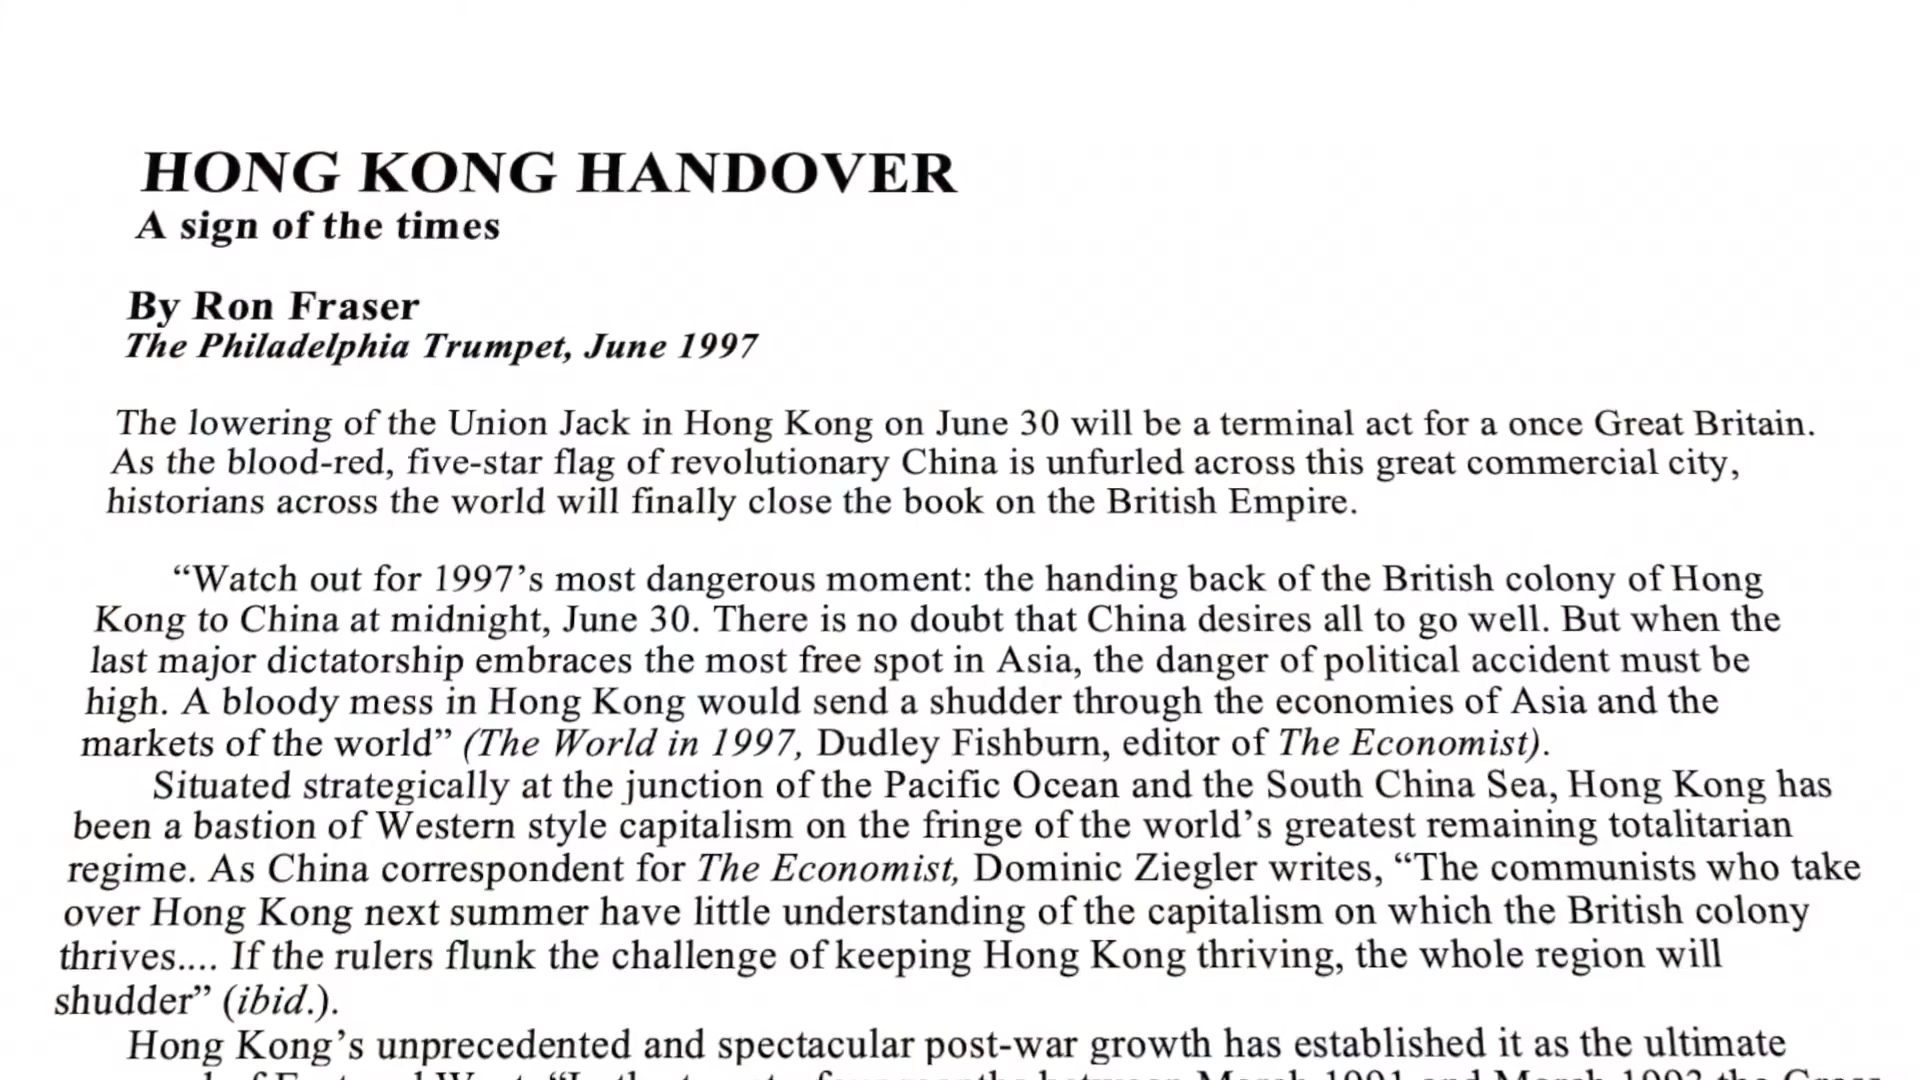 HONG KONG HANDOVER
A sign of the times
By Ron Fraser
The Philadelphia Trumpet, June 1997
The lowering of the Union Jack in Hong Kong on June 30 will be a terminal act for a once Great Britain.
As the blood-red, five-star flag of revolutionary China is unfurled across this great commercial city,
historians across the world will finally close the book on the British Empire.
“Watch out for 1997’s most dangerous moment: the handing back of the British colony of Hong
Kong to China at midnight, June 30. There is no doubt that China desires all to go well. But when the
last major dictatorship embraces the most free spot in Asia, the danger of political accident must be
high. A bloody mess in Hong Kong would send a shudder through the economies of Asia and the
markets of the world” (The World in 1997, Dudley Fishburn, editor of The Economist).
Situated strategically at the junction of the Pacific Ocean and the South China Sea, Hong Kong has
been a bastion of Western style capitalism on the fringe of the world’s greatest remaining totalitarian
regime. As China correspondent for The Economist, Dominic Ziegler writes, “The communists who take
over Hong Kong next summer have little understanding of the capitalism on which the British colony
thrives.... If the rulers flunk the challenge of keeping Hong Kong thriving, the whole region will
shudder” (ibid.).
Hong Kong’s unprecedented and spectacular post-war growth has established it as the ultimate